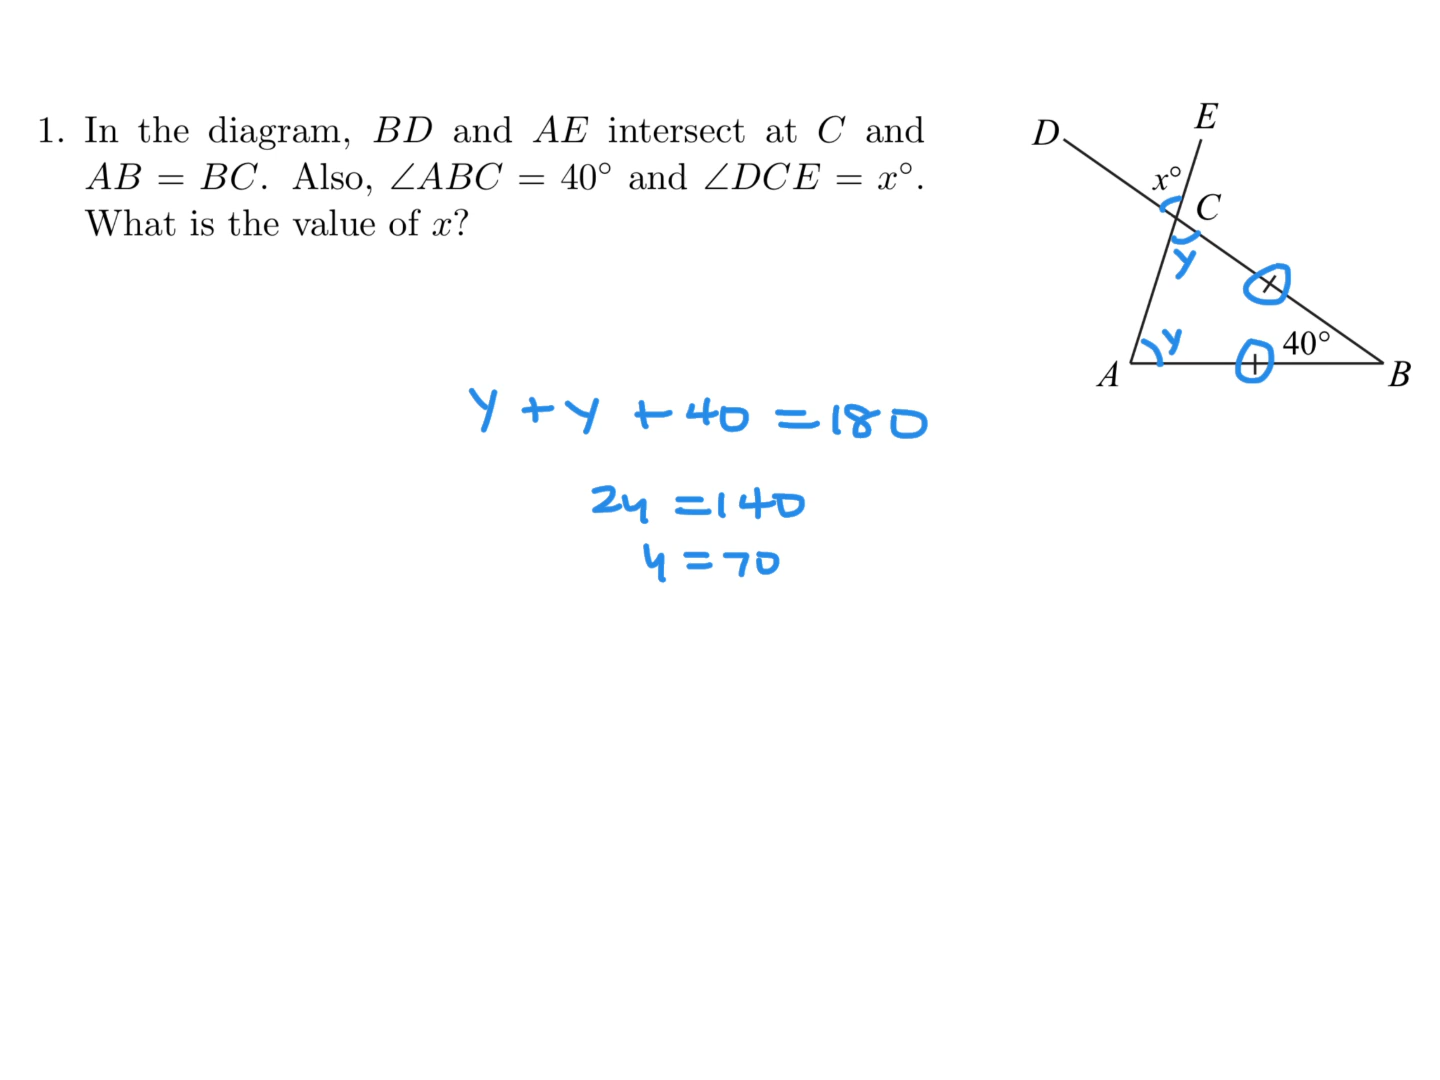 1. In the diagram, BD and AE intersect at C and
AB = BC. Also, ∠ABC = 40° and ∠DCE = x°.
What is the value of x?
E
D
x°
C
y
y
40°
A
B
y + y + 40 = 180
2y = 140
y = 70